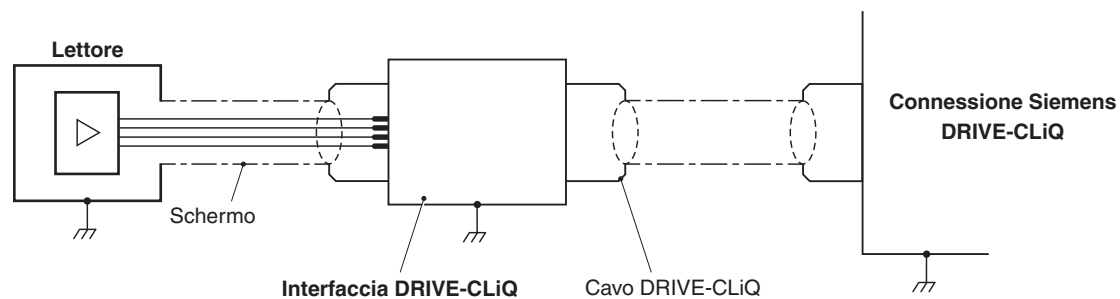 Lettore
Connessione Siemens
DRIVE-CLiQ
Schermo
Interfaccia DRIVE-CLiQ
Cavo DRIVE-CLiQ